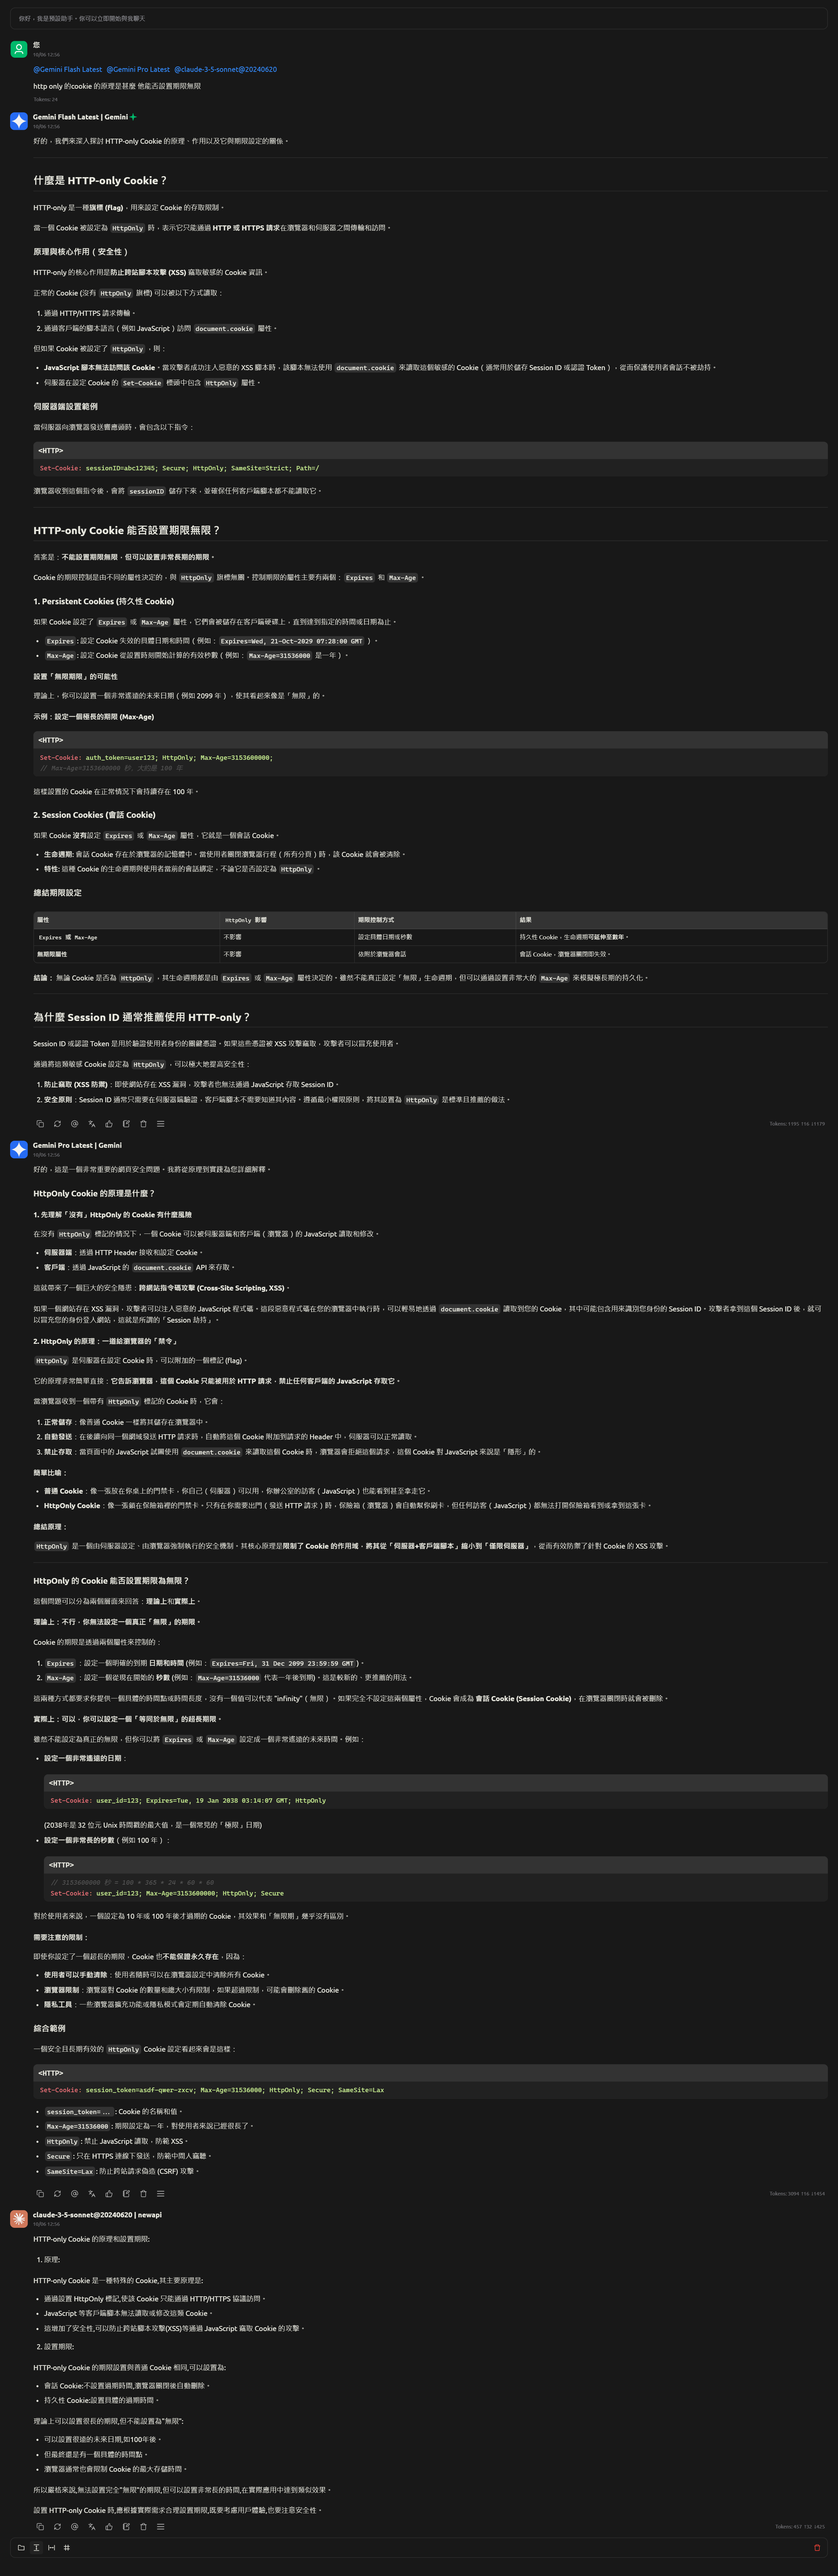 你好，我是預設助手。你可以立即開始與我聊天
您
10/06 12:56
@Gemini Flash Latest @Gemini Pro Latest @claude-3-5-sonnet@20240620
http only 的cookie 的原理是甚麼 他能否設置期限無限
Tokens: 24
Gemini Flash Latest | Gemini
10/06 12:56
好的，我們來深入探討 HTTP-only Cookie 的原理、作用以及它與期限設定的關係。
什麼是 HTTP-only Cookie？
HTTP-only 是一種旗標 (flag)，用來設定 Cookie 的存取限制。
當一個 Cookie 被設定為 HttpOnly 時，表示它只能通過 HTTP 或 HTTPS 請求在瀏覽器和伺服器之間傳輸和訪問。
原理與核心作用（安全性）
HTTP-only 的核心作用是防止跨站腳本攻擊 (XSS) 竊取敏感的 Cookie 資訊。
正常的 Cookie (沒有 HttpOnly 旗標) 可以被以下方式讀取：
1. 通過 HTTP/HTTPS 請求傳輸。
2. 通過客戶端的腳本語言（例如 JavaScript）訪問 document.cookie 屬性。
但如果 Cookie 被設定了 HttpOnly，則：
• JavaScript 腳本無法訪問該 Cookie。當攻擊者成功注入惡意的 XSS 腳本時，該腳本無法使用 document.cookie 來讀取這個敏感的 Cookie（通常用於儲存 Session ID 或認證 Token），從而保護使用者會話不被劫持。
• 伺服器在設定 Cookie 的 Set-Cookie 標頭中包含 HttpOnly 屬性。
伺服器端設置範例
當伺服器向瀏覽器發送響應頭時，會包含以下指令：
<HTTP>
Set-Cookie: sessionID=abc12345; Secure; HttpOnly; SameSite=Strict; Path=/
瀏覽器收到這個指令後，會將 sessionID 儲存下來，並確保任何客戶端腳本都不能讀取它。
HTTP-only Cookie 能否設置期限無限？
答案是：不能設置期限無限，但可以設置非常長期的期限。
Cookie 的期限控制是由不同的屬性決定的，與 HttpOnly 旗標無關。控制期限的屬性主要有兩個：Expires 和 Max-Age。
1. Persistent Cookies (持久性 Cookie)
如果 Cookie 設定了 Expires 或 Max-Age 屬性，它們會被儲存在客戶端硬碟上，直到達到指定的時間或日期為止。
• Expires: 設定 Cookie 失效的具體日期和時間（例如：Expires=Wed, 21-Oct-2029 07:28:00 GMT）。
• Max-Age: 設定 Cookie 從設置時刻開始計算的有效秒數（例如：Max-Age=31536000 是一年）。
設置「無限期限」的可能性
理論上，你可以設置一個非常遙遠的未來日期（例如 2099 年），使其看起來像是「無限」的。
示例：設定一個極長的期限 (Max-Age)
<HTTP>
Set-Cookie: auth_token=user123; HttpOnly; Max-Age=3153600000;
// Max-Age=3153600000 秒，大約是 100 年
這樣設置的 Cookie 在正常情況下會持續存在 100 年。
2. Session Cookies (會話 Cookie)
如果 Cookie 沒有設定 Expires 或 Max-Age 屬性，它就是一個會話 Cookie。
• 生命週期: 會話 Cookie 存在於瀏覽器的記憶體中。當使用者關閉瀏覽器行程（所有分頁）時，該 Cookie 就會被清除。
• 特性: 這種 Cookie 的生命週期與使用者當前的會話綁定，不論它是否設定為 HttpOnly。
總結期限設定
屬性 HttpOnly 影響 期限控制方式 結果
Expires 或 Max-Age 不影響 設定具體日期或秒數 持久性 Cookie，生命週期可延伸至數年。
無期限屬性 不影響 依照於瀏覽器會話 會話 Cookie，瀏覽器關閉即失效。
結論： 無論 Cookie 是否為 HttpOnly，其生命週期都是由 Expires 或 Max-Age 屬性決定的。雖然不能真正設定「無限」生命週期，但可以通過設置非常大的 Max-Age 來模擬極長期的持久化。
為什麼 Session ID 通常推薦使用 HTTP-only？
Session ID 或認證 Token 是用於驗證使用者身份的關鍵憑證。如果這些憑證被 XSS 攻擊竊取，攻擊者可以冒充使用者。
通過將這類敏感 Cookie 設定為 HttpOnly，可以極大地提高安全性：
1. 防止竊取 (XSS 防禦)：即使網站存在 XSS 漏洞，攻擊者也無法通過 JavaScript 存取 Session ID。
2. 安全原則：Session ID 通常只需要在伺服器端驗證，客戶端腳本不需要知道其內容。遵循最小權限原則，將其設置為 HttpOnly 是標準且推薦的做法。
Tokens: 1195 ↑16 ↓1179
Gemini Pro Latest | Gemini
10/06 12:56
好的，這是一個非常重要的網頁安全問題。我將從原理到實踐為您詳細解釋。
HttpOnly Cookie 的原理是什麼？
1. 先理解「沒有」HttpOnly 的 Cookie 有什麼風險
在沒有 HttpOnly 標記的情況下，一個 Cookie 可以被伺服器端和客戶端（瀏覽器）的 JavaScript 讀取和修改。
• 伺服器端：透過 HTTP Header 接收和設定 Cookie。
• 客戶端：透過 JavaScript 的 document.cookie API 來存取。
這就帶來了一個巨大的安全隱患：跨網站指令碼攻擊 (Cross-Site Scripting, XSS)。
如果一個網站存在 XSS 漏洞，攻擊者可以注入惡意的 JavaScript 程式碼。這段惡意程式碼在您的瀏覽器中執行時，可以輕易地透過 document.cookie 讀取到您的 Cookie，其中可能包含用來識別您身份的 Session ID。攻擊者拿到這個 Session ID 後，就可
以冒充您的身份登入網站，這就是所謂的「Session 劫持」。
2. HttpOnly 的原理：一道給瀏覽器的「禁令」
HttpOnly 是伺服器在設定 Cookie 時，可以附加的一個標記 (flag)。
它的原理非常簡單直接：它告訴瀏覽器，這個 Cookie 只能被用於 HTTP 請求，禁止任何客戶端的 JavaScript 存取它。
當瀏覽器收到一個帶有 HttpOnly 標記的 Cookie 時，它會：
1. 正常儲存：像普通 Cookie 一樣將其儲存在瀏覽器中。
2. 自動發送：在後續向同一個網域發送 HTTP 請求時，自動將這個 Cookie 附加到請求的 Header 中，伺服器可以正常讀取。
3. 禁止存取：當頁面中的 JavaScript 試圖使用 document.cookie 來讀取這個 Cookie 時，瀏覽器會拒絕這個請求，這個 Cookie 對 JavaScript 來說是「隱形」的。
簡單比喻：
• 普通 Cookie：像一張放在你桌上的門禁卡，你自己（伺服器）可以用，你辦公室的訪客（JavaScript）也能看到甚至拿走它。
• HttpOnly Cookie：像一張鎖在保險箱裡的門禁卡。只有在你需要出門（發送 HTTP 請求）時，保險箱（瀏覽器）會自動幫你刷卡，但任何訪客（JavaScript）都無法打開保險箱看到或拿到這張卡。
總結原理：
HttpOnly 是一個由伺服器設定、由瀏覽器強制執行的安全機制。其核心原理是限制了 Cookie 的作用域，將其從「伺服器+客戶端腳本」縮小到「僅限伺服器」，從而有效防禦了針對 Cookie 的 XSS 攻擊。
HttpOnly 的 Cookie 能否設置期限為無限？
這個問題可以分為兩個層面來回答：理論上和實際上。
理論上：不行，你無法設定一個真正「無限」的期限。
Cookie 的期限是透過兩個屬性來控制的：
1. Expires：設定一個明確的到期 日期和時間 (例如：Expires=Fri, 31 Dec 2099 23:59:59 GMT)。
2. Max-Age：設定一個從現在開始的 秒數 (例如：Max-Age=31536000 代表一年後到期)。這是較新的、更推薦的用法。
這兩種方式都要求你提供一個具體的時間點或時間長度，沒有一個值可以代表 "infinity"（無限）。如果完全不設定這兩個屬性，Cookie 會成為 會話 Cookie (Session Cookie)，在瀏覽器關閉時就會被刪除。
實際上：可以，你可以設定一個「等同於無限」的超長期限。
雖然不能設定為真正的無限，但你可以將 Expires 或 Max-Age 設定成一個非常遙遠的未來時間。例如：
• 設定一個非常遙遠的日期：
<HTTP>
Set-Cookie: user_id=123; Expires=Tue, 19 Jan 2038 03:14:07 GMT; HttpOnly
(2038年是 32 位元 Unix 時間戳的最大值，是一個常見的「極限」日期)
• 設定一個非常長的秒數（例如 100 年）：
<HTTP>
// 3153600000 秒 = 100 * 365 * 24 * 60 * 60
Set-Cookie: user_id=123; Max-Age=3153600000; HttpOnly; Secure
對於使用者來說，一個設定為 10 年或 100 年後才過期的 Cookie，其效果和「無限期」幾乎沒有區別。
需要注意的限制：
即使你設定了一個超長的期限，Cookie 也不能保證永久存在，因為：
• 使用者可以手動清除：使用者隨時可以在瀏覽器設定中清除所有 Cookie。
• 瀏覽器限制：瀏覽器對 Cookie 的數量和總大小有限制，如果超過限制，可能會刪除舊的 Cookie。
• 隱私工具：一些瀏覽器擴充功能或隱私模式會定期自動清除 Cookie。
綜合範例
一個安全且長期有效的 HttpOnly Cookie 設定看起來會是這樣：
<HTTP>
Set-Cookie: session_token=asdf-qwer-zxcv; Max-Age=31536000; HttpOnly; Secure; SameSite=Lax
• session_token=...: Cookie 的名稱和值。
• Max-Age=31536000: 期限設定為一年，對使用者來說已經很長了。
• HttpOnly: 禁止 JavaScript 讀取，防範 XSS。
• Secure: 只在 HTTPS 連線下發送，防範中間人竊聽。
• SameSite=Lax: 防止跨站請求偽造 (CSRF) 攻擊。
Tokens: 3094 ↑16 ↓1454
claude-3-5-sonnet@20240620 | newapi
10/06 12:56
HTTP-only Cookie 的原理和設置期限:
1. 原理:
HTTP-only Cookie 是一種特殊的 Cookie,其主要原理是:
• 通過設置 HttpOnly 標記,使該 Cookie 只能通過 HTTP/HTTPS 協議訪問。
• JavaScript 等客戶端腳本無法讀取或修改這類 Cookie。
• 這增加了安全性,可以防止跨站腳本攻擊(XSS)等通過 JavaScript 竊取 Cookie 的攻擊。
2. 設置期限:
HTTP-only Cookie 的期限設置與普通 Cookie 相同,可以設置為:
• 會話 Cookie:不設置過期時間,瀏覽器關閉後自動刪除。
• 持久性 Cookie:設置具體的過期時間。
理論上可以設置很長的期限,但不能設置為"無限":
• 可以設置很遠的未來日期,如100年後。
• 但最終還是有一個具體的時間點。
• 瀏覽器通常也會限制 Cookie 的最大存儲時間。
所以嚴格來說,無法設置完全"無限"的期限,但可以設置非常長的時間,在實際應用中達到類似效果。
設置 HTTP-only Cookie 時,應根據實際需求合理設置期限,既要考慮用戶體驗,也要注意安全性。
Tokens: 457 ↑32 ↓425